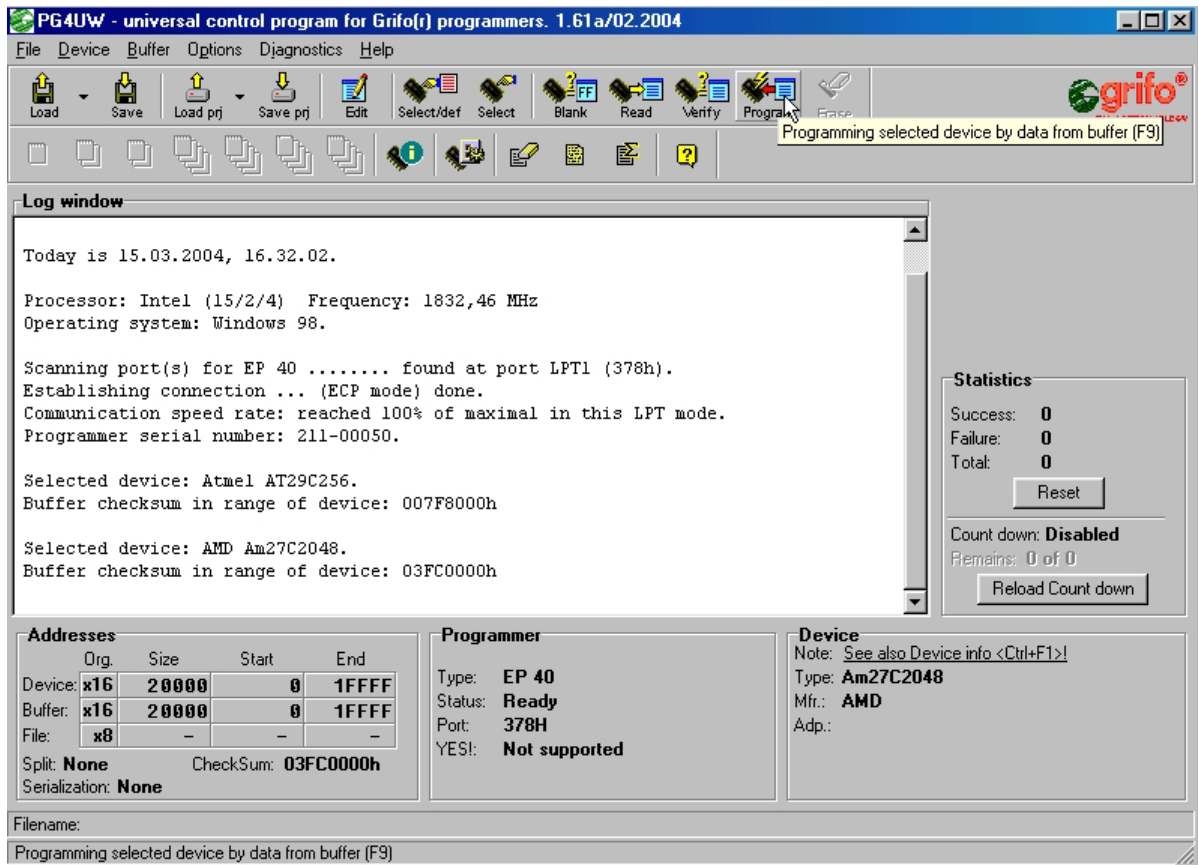 PG4UW - universal control program for Grifo(r) programmers. 1.61a/02.2004
File Device Buffer Options Diagnostics Help
Load Save Load prj Save prj Edit Select/def Select Blank Read Verify Program Erase
grifo®
Programming selected device by data from buffer (F9)
Log window
Today is 15.03.2004, 16.32.02.
Processor: Intel (15/2/4) Frequency: 1832,46 MHz
Operating system: Windows 98.
Scanning port(s) for EP 40 ........ found at port LPT1 (378h).
Establishing connection ... (ECP mode) done.
Communication speed rate: reached 100% of maximal in this LPT mode.
Programmer serial number: 211-00050.
Selected device: Atmel AT29C256.
Buffer checksum in range of device: 007F8000h
Selected device: AMD Am27C2048.
Buffer checksum in range of device: 03FC0000h
Statistics
Success: 0
Failure: 0
Total: 0
Reset
Count down: Disabled
Remains: 0 of 0
Reload Count down
Addresses
Org. Size Start End
Device: x16 20000 0 1FFFF
Buffer: x16 20000 0 1FFFF
File: x8 - - -
Split: None CheckSum: 03FC0000h
Serialization: None
Programmer
Type: EP 40
Status: Ready
Port: 378H
YES!: Not supported
Device
Note: See also Device info <Ctrl+F1>!
Type: Am27C2048
Mfr.: AMD
Adp.:
Filename:
Programming selected device by data from buffer (F9)